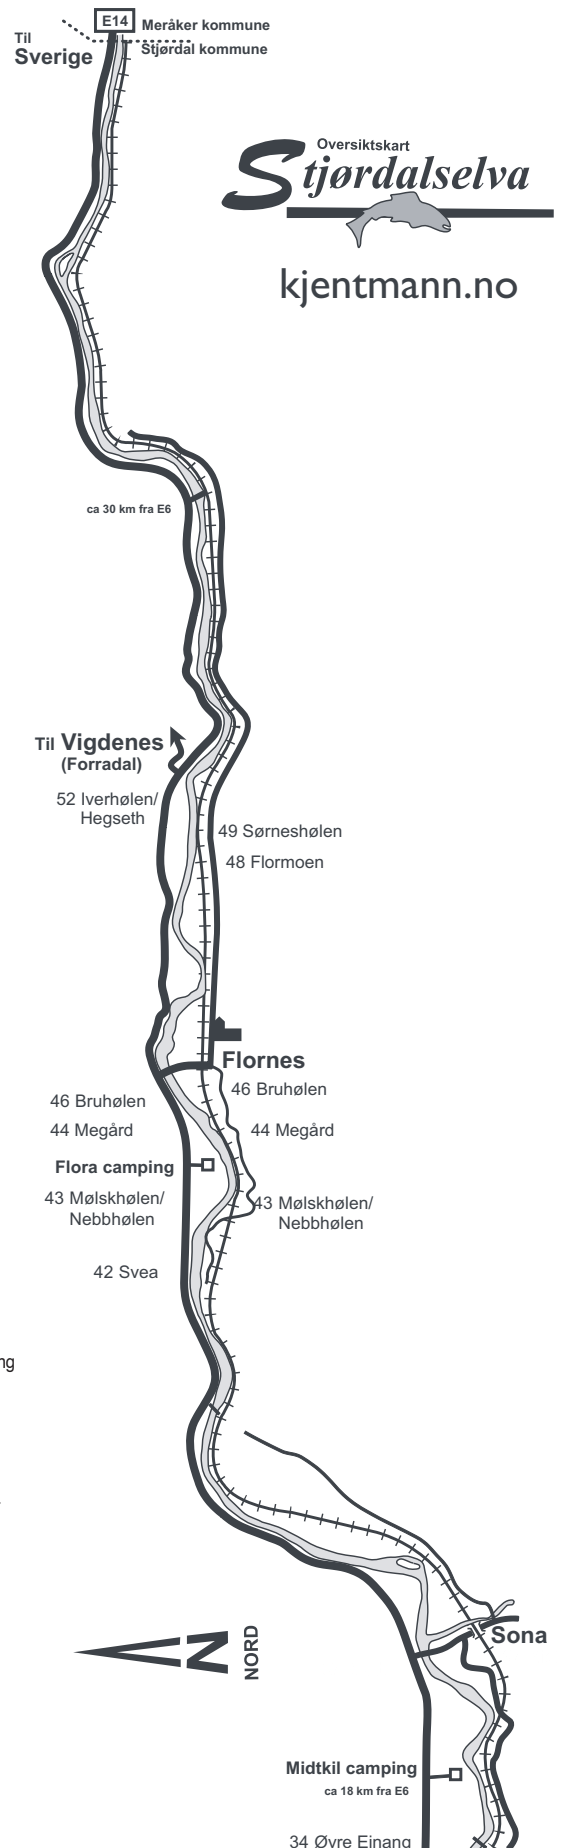 E14
Meråker kommune
Til
Sverige
Stjørdal kommune
Oversiktskart
Stjørdalselva
kjentmann.no
ca 30 km fra E6
Til Vigdenes
(Forradal)
52 Iverhølen/
Hegseth
49 Sørneshølen
48 Flormoen
Flornes
46 Bruhølen
46 Bruhølen
44 Megård
44 Megård
Flora camping
43 Mølskhølen/
Nebbhølen
43 Mølskhølen/
Nebbhølen
42 Svea
ng
Sona
N
NORD
Midtkil camping
ca 18 km fra E6
34 Øvre Einang